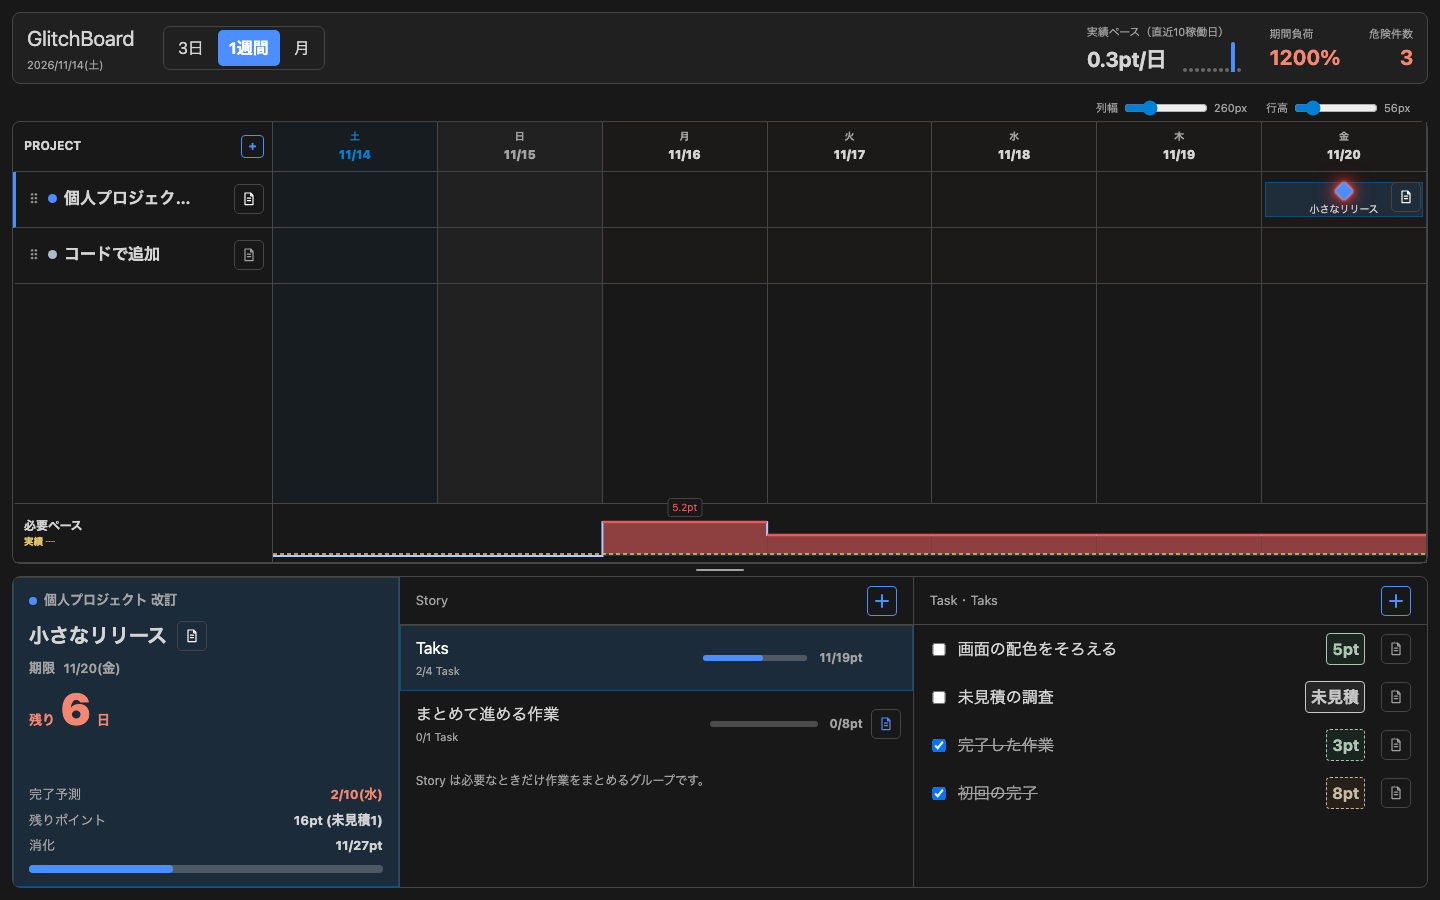 GlitchBoard
2026/11/14(土)
3日 1週間 月
実績ペース（直近10稼働日）
0.3pt/日
期間負荷
1200%
危険件数
3
列幅 260px 行高 56px
PROJECT +
土 11/14
日 11/15
月 11/16
火 11/17
水 11/18
木 11/19
金 11/20
個人プロジェク...
小さなリリース
コードで追加
必要ペース
実績
5.2pt
個人プロジェクト 改訂
小さなリリース
期限 11/20(金)
残り 6 日
完了予測 2/10(水)
残りポイント 16pt (未見積1)
消化 11/27pt
Story +
Taks
2/4 Task
11/19pt
まとめて進める作業
0/1 Task
0/8pt
Story は必要なときだけ作業をまとめるグループです。
Task・Taks +
画面の配色をそろえる 5pt
未見積の調査 未見積
完了した作業 3pt
初回の完了 8pt